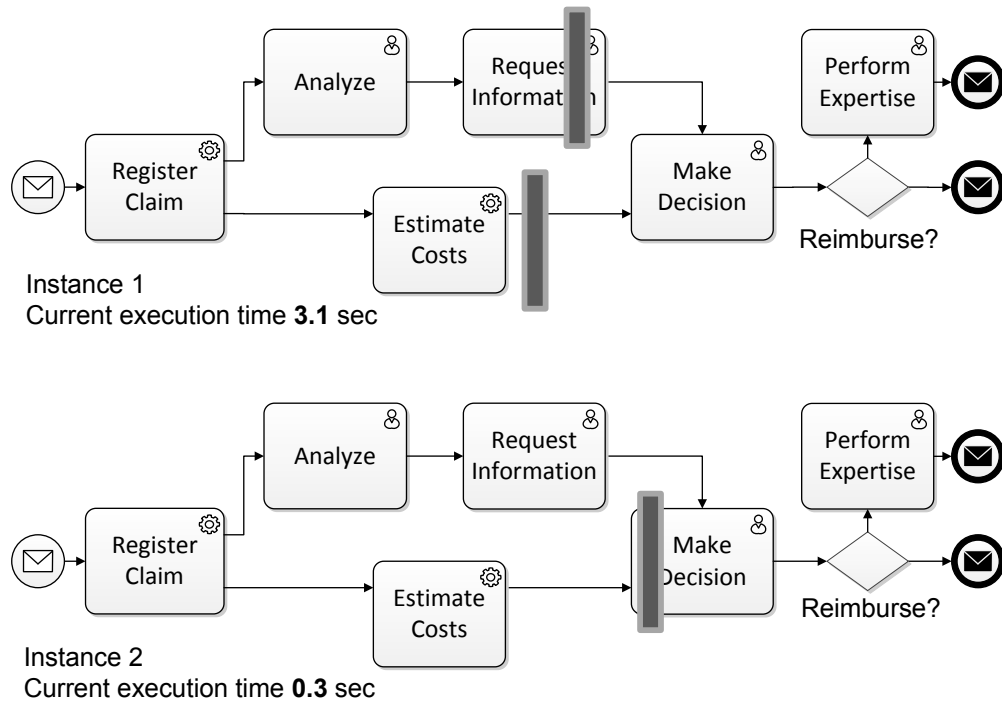 Analyze
Request
Information
Perform
Expertise
Register
Claim
Make
Decision
Estimate
Costs
Reimburse?
Instance 1
Current execution time 3.1 sec
Analyze
Request
Information
Perform
Expertise
Register
Claim
Make
Decision
Estimate
Costs
Reimburse?
Instance 2
Current execution time 0.3 sec